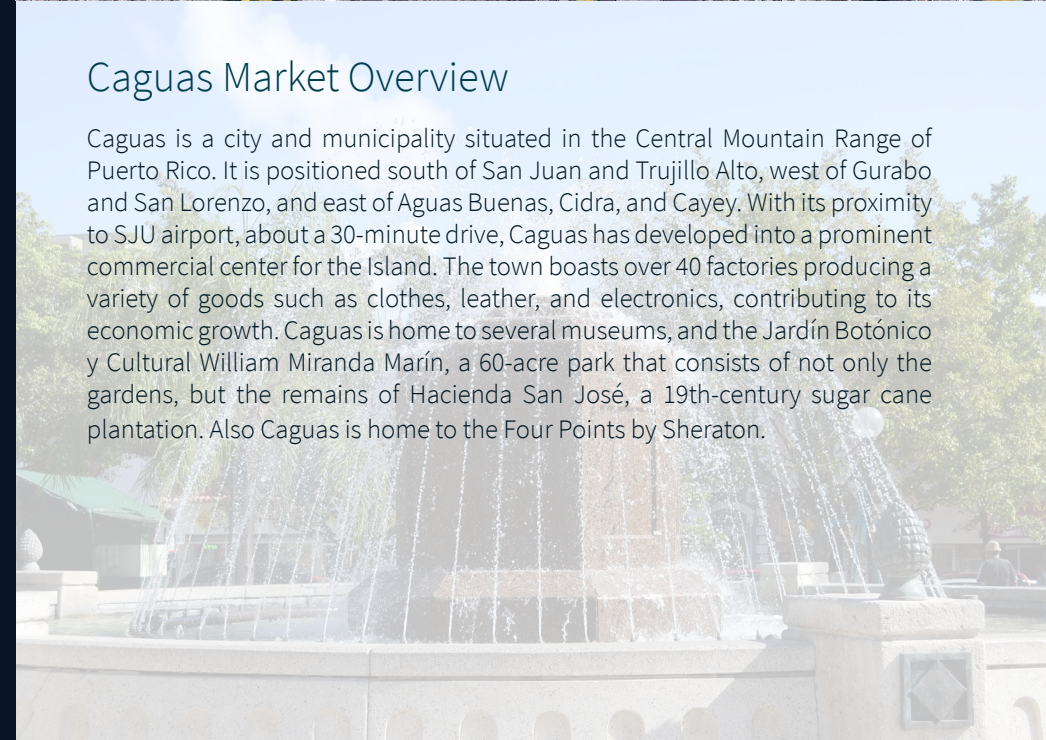 Caguas Market Overview
Caguas is a city and municipality situated in the Central Mountain Range of
Puerto Rico. It is positioned south of San Juan and Trujillo Alto, west of Gurabo
and San Lorenzo, and east of Aguas Buenas, Cidra, and Cayey. With its proximity
to SJU airport, about a 30-minute drive, Caguas has developed into a prominent
commercial center for the Island. The town boasts over 40 factories producing a
variety of goods such as clothes, leather, and electronics, contributing to its
economic growth. Caguas is home to several museums, and the Jardín Botónico
y Cultural William Miranda Marín, a 60-acre park that consists of not only the
gardens, but the remains of Hacienda San José, a 19th-century sugar cane
plantation. Also Caguas is home to the Four Points by Sheraton.